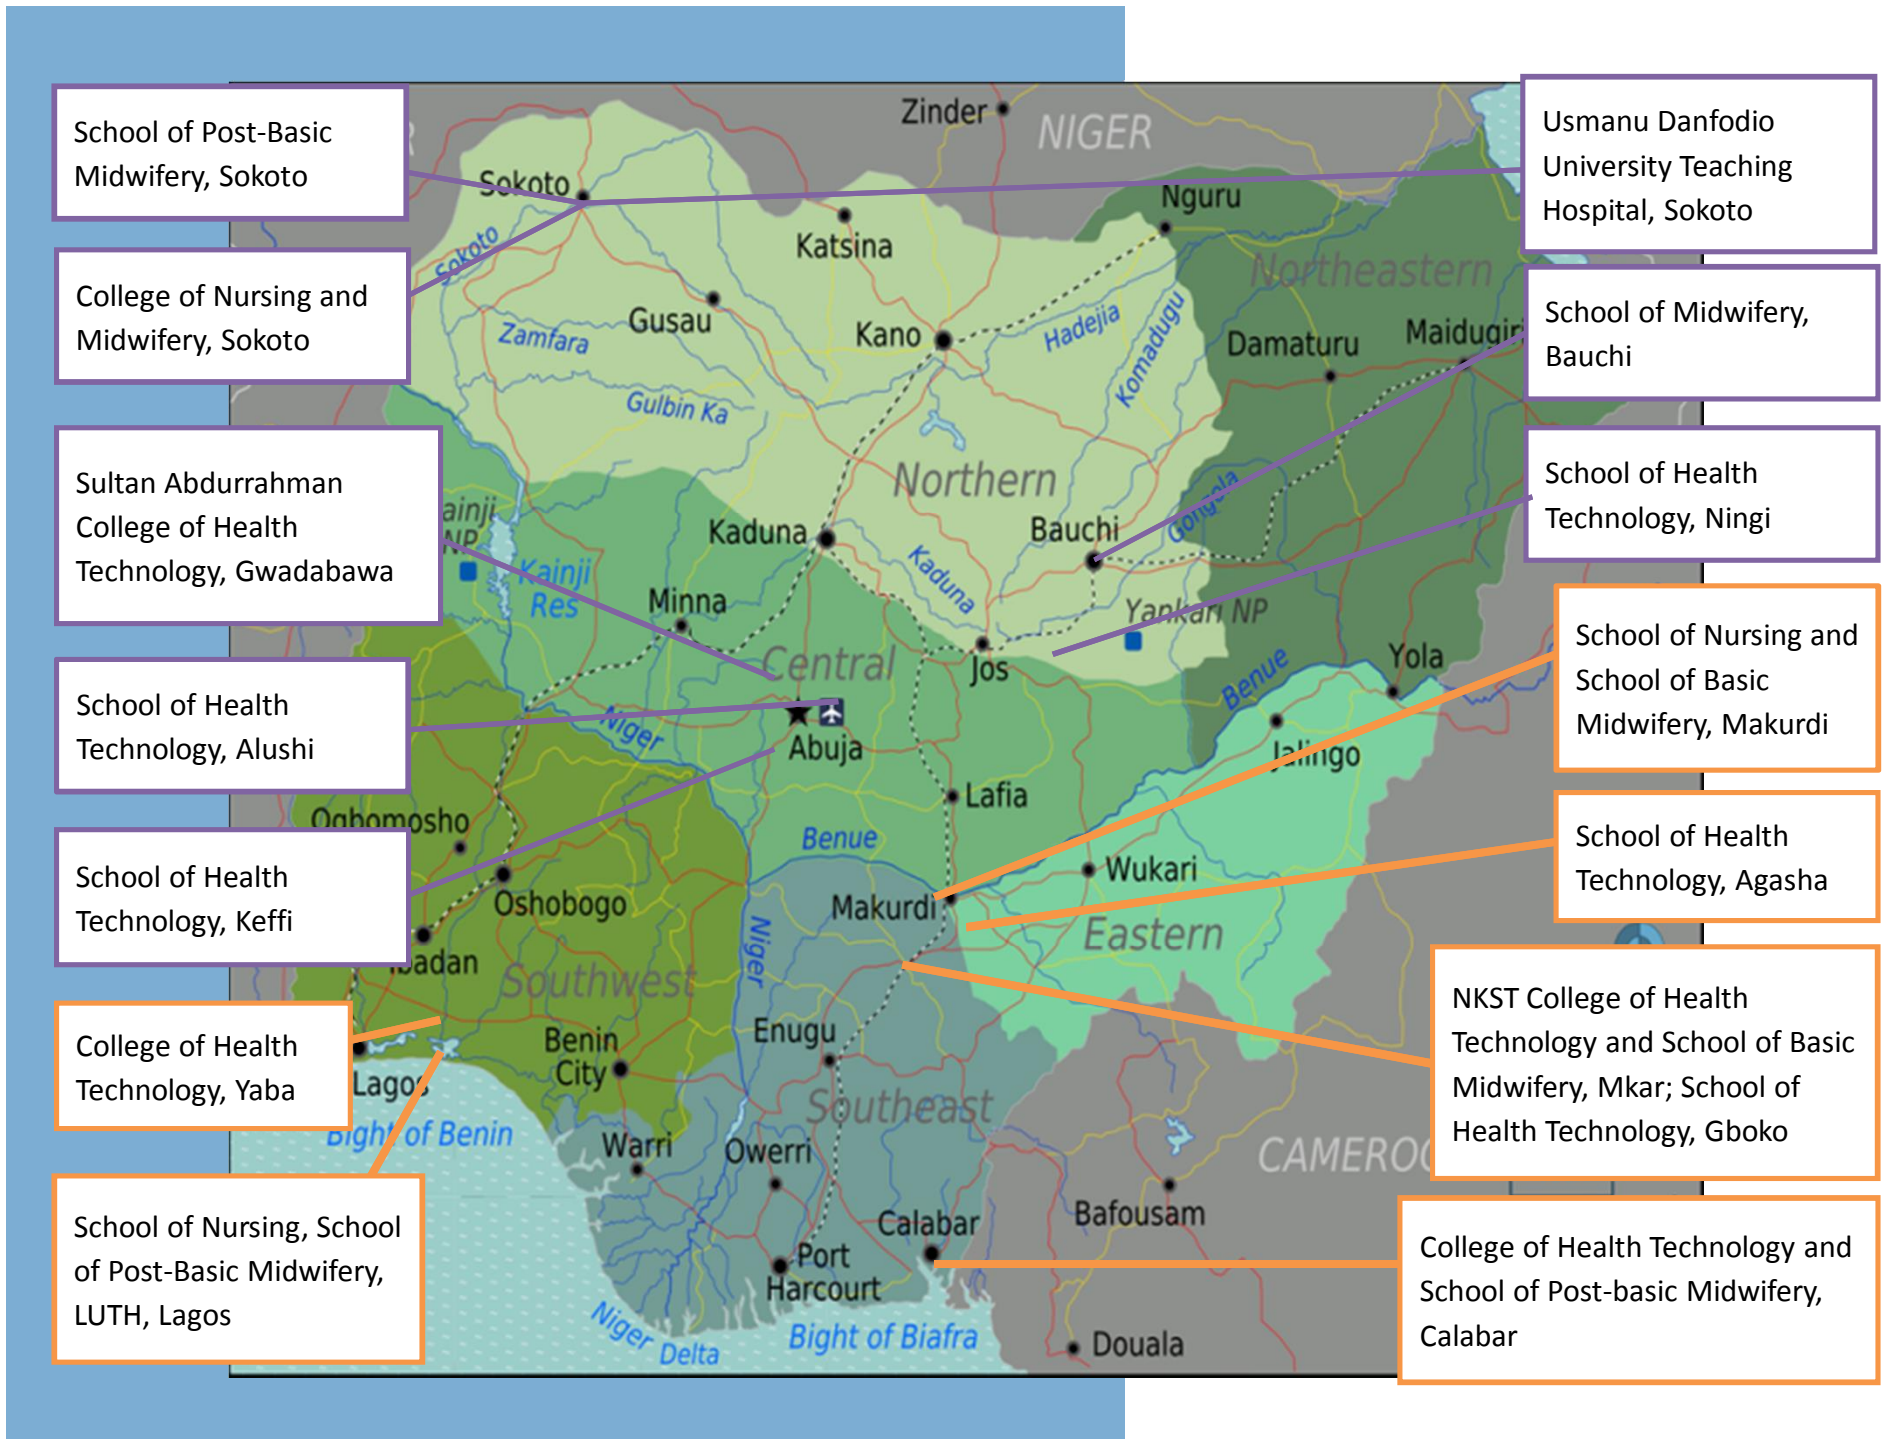 School of Post-Basic
Midwifery, Sokoto
College of Nursing and
Midwifery, Sokoto
Sultan Abdurrahman
College of Health
Technology, Gwadabawa
School of Health
Technology, Alushi
School of Health
Technology, Keffi
College of Health
Technology, Yaba
School of Nursing, School
of Post-Basic Midwifery,
LUTH, Lagos
Usmanu Danfodio
University Teaching
Hospital, Sokoto
School of Midwifery,
Bauchi
School of Health
Technology, Ningi
School of Nursing and
School of Basic
Midwifery, Makurdi
School of Health
Technology, Agasha
NKST College of Health
Technology and School of Basic
Midwifery, Mkar; School of
Health Technology, Gboko
College of Health Technology and
School of Post-basic Midwifery,
Calabar
Zinder
NIGER
Sokoto
Nguru
Katsina
Sokoto
Northeastern
Gusau
Zamfara
Kano
Hadejia
Komadugu
Damaturu
Maiduguri
Gulbin Ka
Northern
Gongola
ainji
NP
Kaduna
Bauchi
Kainji
Res
Kaduna
Minna
Yankari NP
Central
Jos
Benue
Yola
Niger
Abuja
Jalingo
Lafia
Ogbomosho
Benue
Oshobogo
Makurdi
Wukari
Ibadan
Southwest
Niger
Eastern
Benin
City
Enugu
Lagos
Southeast
Bight of Benin
Warri
Owerri
CAMEROO
Calabar
Bafousam
Port
Harcourt
Niger
Delta
Bight of Biafra
Douala